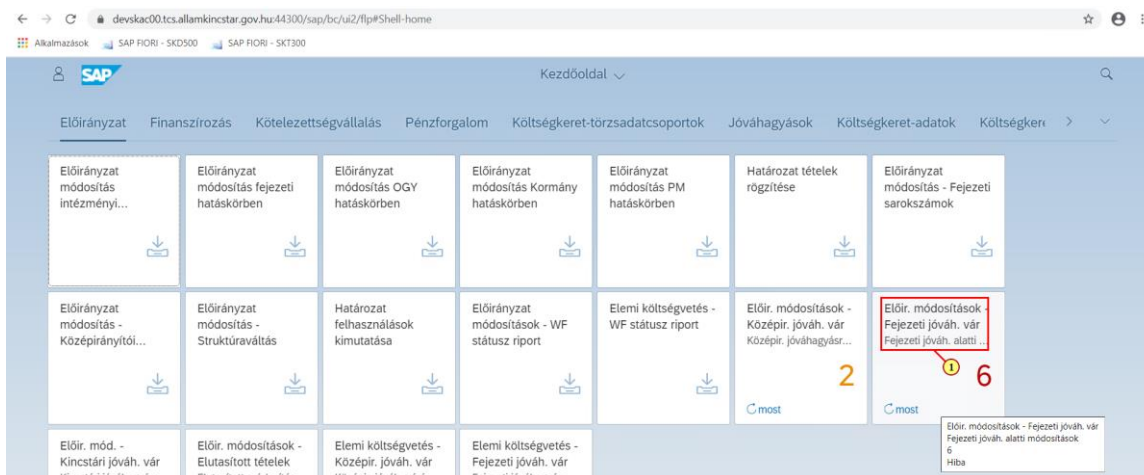 devskac00.tcs.allamkincstar.gov.hu:44300/sap/bc/ui2/flp#Shell-home
Alkalmazások SAP FIORI - SKD500 SAP FIORI - SKT300
SAP Kezdőoldal
Előirányzat Finanszírozás Kötelezettségvállalás Pénzforgalom Költségkeret-törzsadatcsoportok Jóváhagyások Költségkeret-adatok Költségker
Előirányzat
módosítás
intézményi...
Előirányzat
módosítás fejezeti
hatáskörben
Előirányzat
módosítás OGY
hatáskörben
Előirányzat
módosítás Kormány
hatáskörben
Előirányzat
módosítás PM
hatáskörben
Határozat tételek
rögzítése
Előirányzat
módosítás - Fejezeti
sarokszámok
Előirányzat
módosítás -
Középirányítói...
Előirányzat
módosítás -
Struktúraváltás
Határozat
felhasználások
kimutatása
Előirányzat
módosítások - WF
státusz riport
Elemi költségvetés -
WF státusz riport
Előir. módosítások -
Középir. jóváh. vár
Középir. jóváhagyásr...
2
most
Előir. módosítások -
Fejezeti jóváh. vár
Fejezeti jóváh. alatti ...
1
6
most
Előir. módosítások - Fejezeti jóváh. vár
Fejezeti jóváh. alatti módosítások
6
Hiba
Előir. mód. -
Kincstári jóváh. vár
Előir. módosítások -
Elutasított tételek
Elemi költségvetés -
Középir. jóváh. vár
Elemi költségvetés -
Fejezeti jóváh. vár